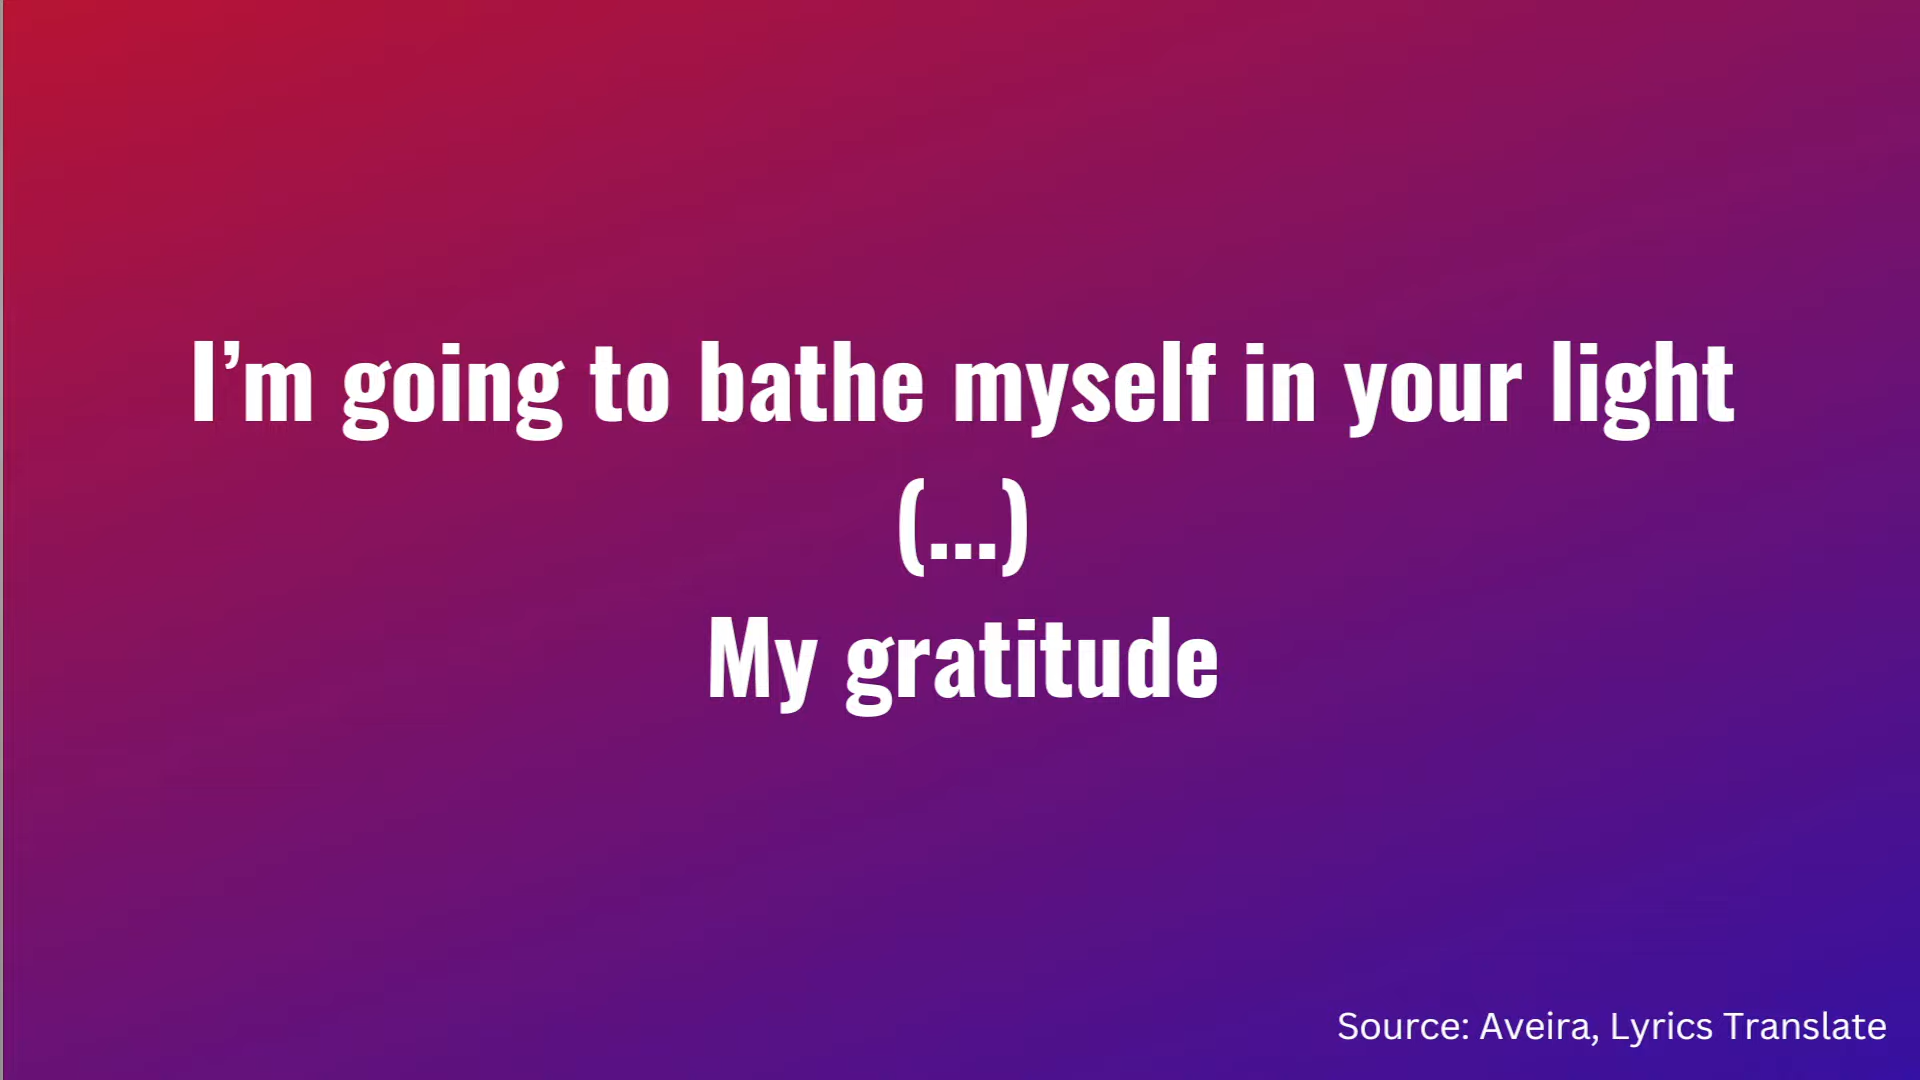 I’m going to bathe myself in your light
(...)
My gratitude
Source: Aveira, Lyrics Translate